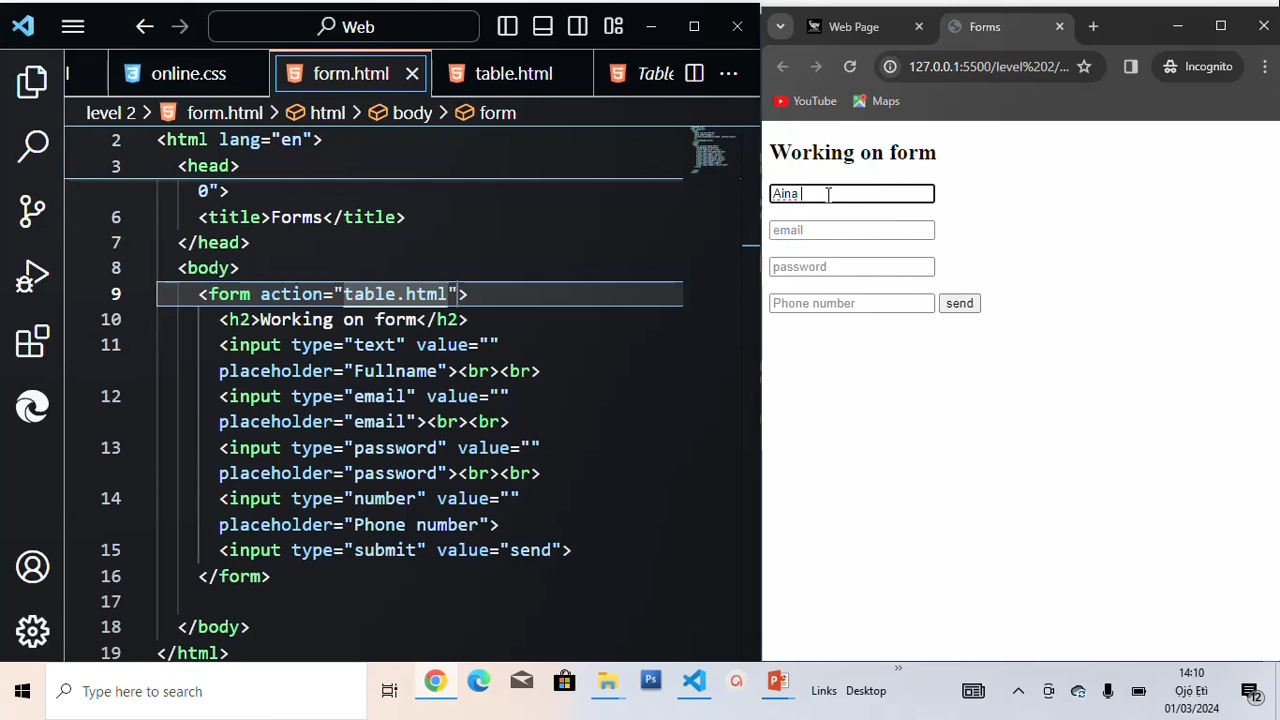 Web
online.css
form.html
table.html
Table
level 2 > form.html > html > body > form
2 <html lang="en">
3 <head>
0">
6 <title>Forms</title>
7 </head>
8 <body>
9 <form action="table.html">
10 <h2>Working on form</h2>
11 <input type="text" value=""
placeholder="Fullname"><br><br>
12 <input type="email" value=""
placeholder="email"><br><br>
13 <input type="password" value=""
placeholder="password"><br><br>
14 <input type="number" value=""
placeholder="Phone number">
15 <input type="submit" value="send">
16 </form>
17
18 </body>
19 </html>
Web Page
Forms
127.0.0.1:5500/level%202/...
Incognito
YouTube
Maps
Working on form
Aina
email
password
Phone number
send
Type here to search
Links
Desktop
14:10
Ojó Etì
01/03/2024
12